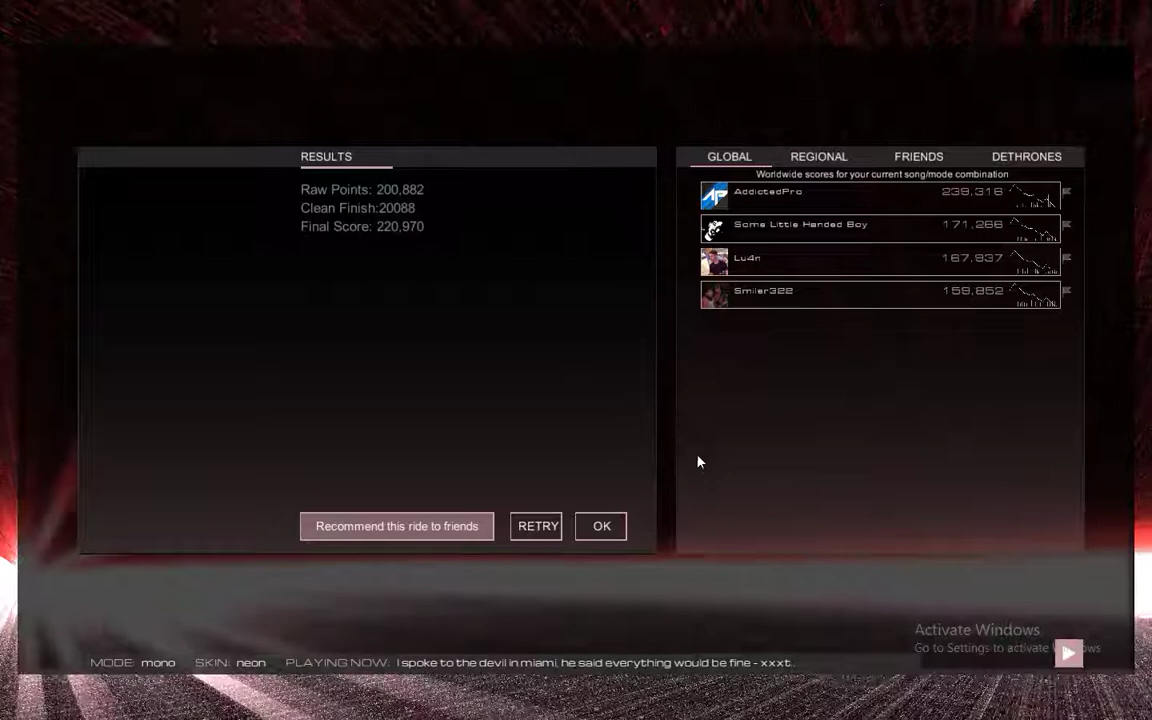 RESULTS
Raw Points: 200,882
Clean Finish:20088
Final Score: 220,970
Recommend this ride to friends
RETRY
OK
GLOBAL REGIONAL FRIENDS DETHRONES
Worldwide scores for your current song/mode combination
AddictedPro 239,316
Some Little Handed Boy 171,266
Lu4n 167,937
Smiler322 159,852
Activate Windows
Go to Settings to activate
MODE: mono SKIN: neon PLAYING NOW: I spoke to the devil in miami, he said everything would be fine - xxxt..